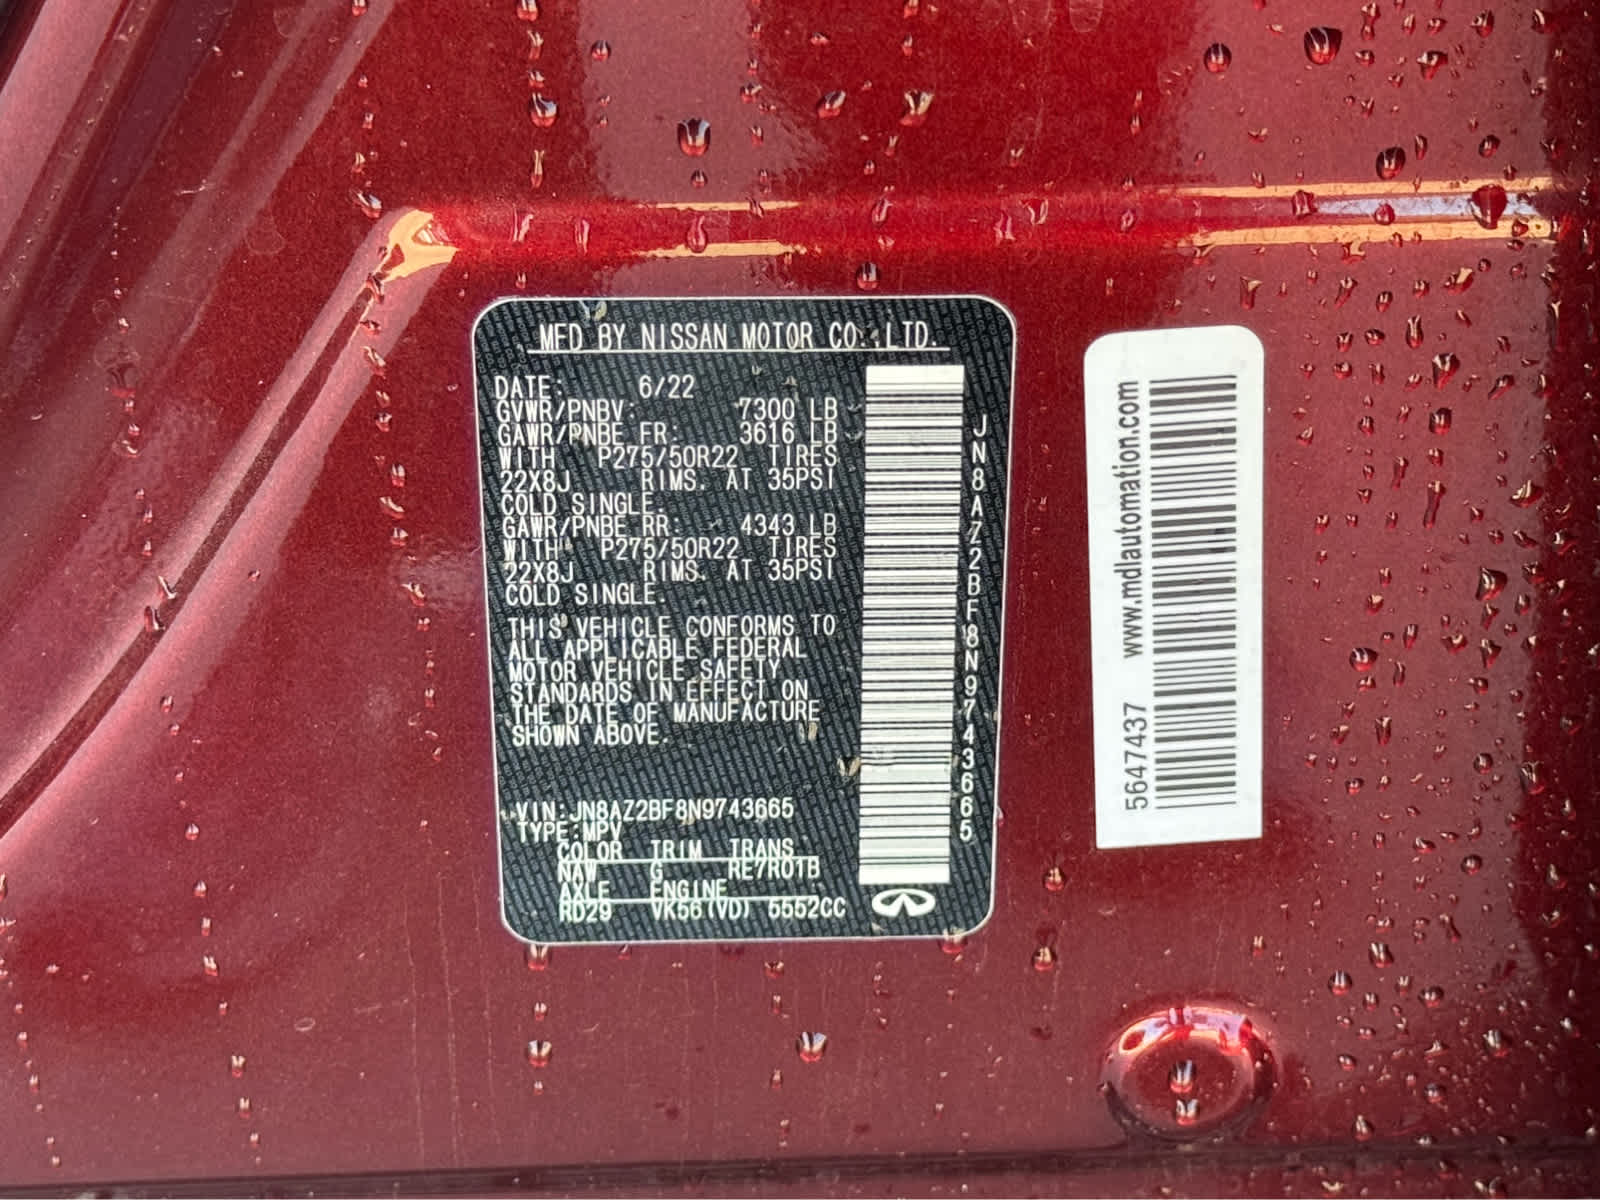 MFD BY NISSAN MOTOR CO., LTD.
DATE: 6/22
GVWR/PNBV: 7300 LB
GAWR/PNBE FR: 3616 LB
WITH P275/50R22 TIRES
22X8J RIMS. AT 35PSI
COLD SINGLE.
GAWR/PNBE RR: 4343 LB
WITH P275/50R22 TIRES
22X8J RIMS. AT 35PSI
COLD SINGLE.
THIS VEHICLE CONFORMS TO
ALL APPLICABLE FEDERAL
MOTOR VEHICLE SAFETY
STANDARDS IN EFFECT ON
THE DATE OF MANUFACTURE
SHOWN ABOVE.
VIN:JN8AZ2BF8N9743665
TYPE:MPV
COLOR TRIM TRANS
NAW G RE7R01B
AXLE ENGINE
RD29 VK56(VD) 5552CC
JN8AZ2BF8N9743665
5647437 www.mdlautomation.com